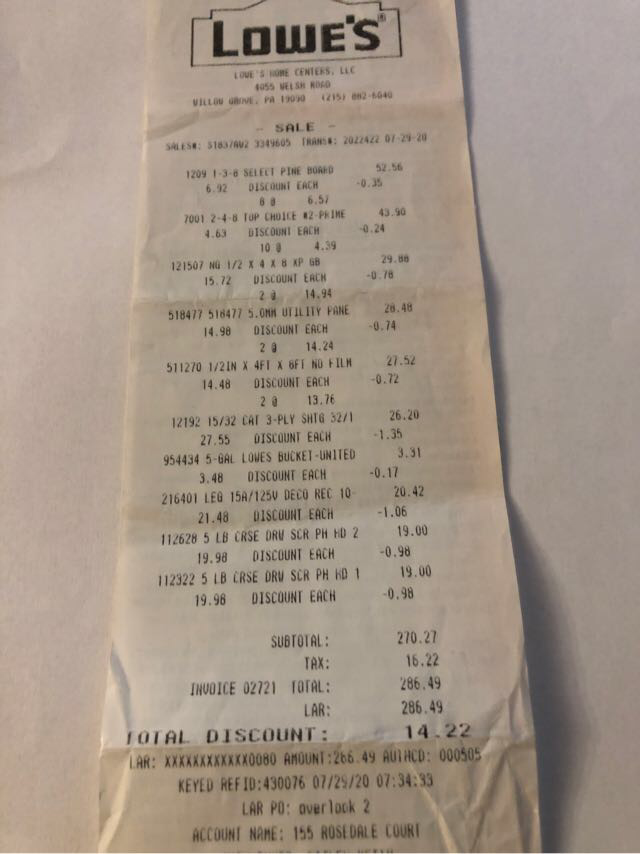 LOWE'S®
LOWE'S HOME CENTERS, LLC
4055 WELSH ROAD
WILLOW GROVE, PA 19090 (215) 882-6040
- SALE -
SALES#: S1837AU2 3349605 TRANS#: 2022422 07-29-20
1209 1-3-8 SELECT PINE BOARD 52.56
6.92 DISCOUNT EACH -0.35
8 @ 6.57
7001 2-4-8 TOP CHOICE #2-PRIME 43.90
4.63 DISCOUNT EACH -0.24
10 @ 4.39
121507 NG 1/2 X 4 X 8 XP GB 29.88
15.72 DISCOUNT EACH -0.78
2 @ 14.94
518477 518477 5.0MM UTILITY PANE 28.48
14.98 DISCOUNT EACH -0.74
2 @ 14.24
511270 1/2IN X 4FT X 8FT NO FILM 27.52
14.48 DISCOUNT EACH -0.72
2 @ 13.76
12192 15/32 CAT 3-PLY SHTG 32/1 26.20
27.55 DISCOUNT EACH -1.35
954434 5-GAL LOWES BUCKET-UNITED 3.31
3.48 DISCOUNT EACH -0.17
216401 LEG 15A/125V DECO REC 10- 20.42
21.48 DISCOUNT EACH -1.06
112628 5 LB CRSE DRW SCR PH HD 2 19.00
19.98 DISCOUNT EACH -0.98
112322 5 LB CRSE DRW SCR PH HD 1 19.00
19.98 DISCOUNT EACH -0.98
SUBTOTAL: 270.27
TAX: 16.22
INVOICE 02721 TOTAL: 286.49
LAR: 286.49
TOTAL DISCOUNT: 14.22
LAR: XXXXXXXXXXXX0080 AMOUNT:286.49 AUTHCD: 000505
KEYED REFID:430076 07/29/20 07:34:33
LAR PO: overlook 2
ACCOUNT NAME: 155 ROSEDALE COURT